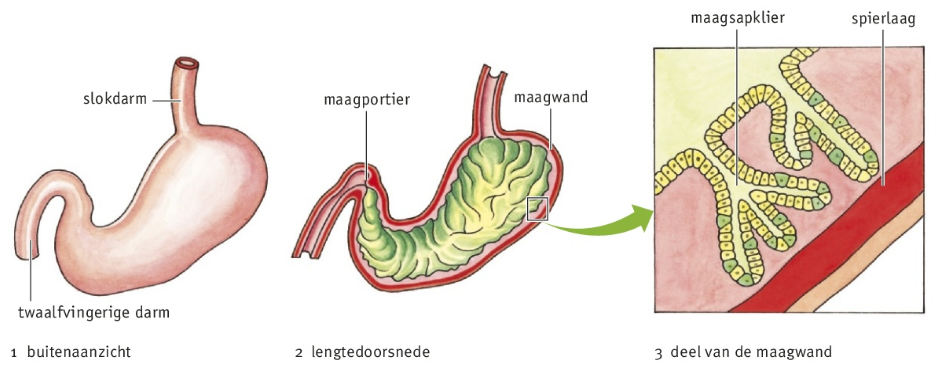 maagsapklier
spierlaag
slokdarm
maagportier
maagwand
twaalfvingerige darm
1 buitenaanzicht
2 lengtedoorsnede
3 deel van de maagwand